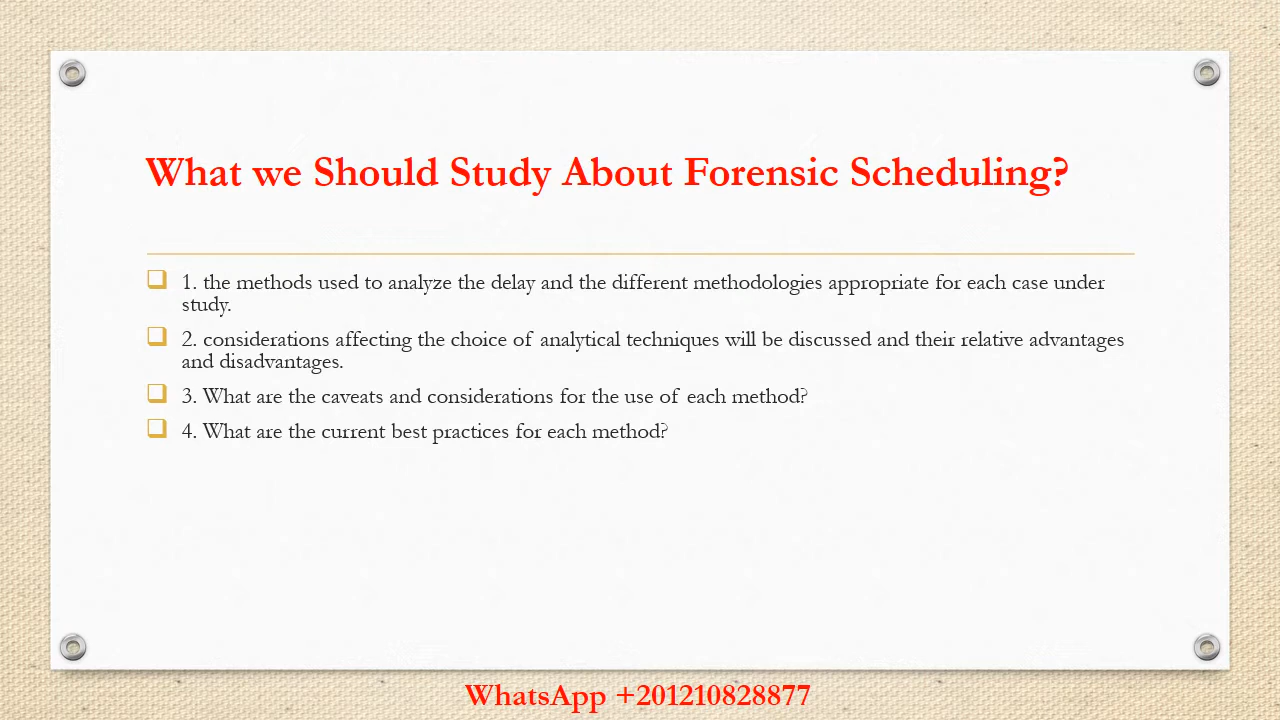 What we Should Study About Forensic Scheduling?
1. the methods used to analyze the delay and the different methodologies appropriate for each case under
study.
2. considerations affecting the choice of analytical techniques will be discussed and their relative advantages
and disadvantages.
3. What are the caveats and considerations for the use of each method?
4. What are the current best practices for each method?
WhatsApp +201210828877